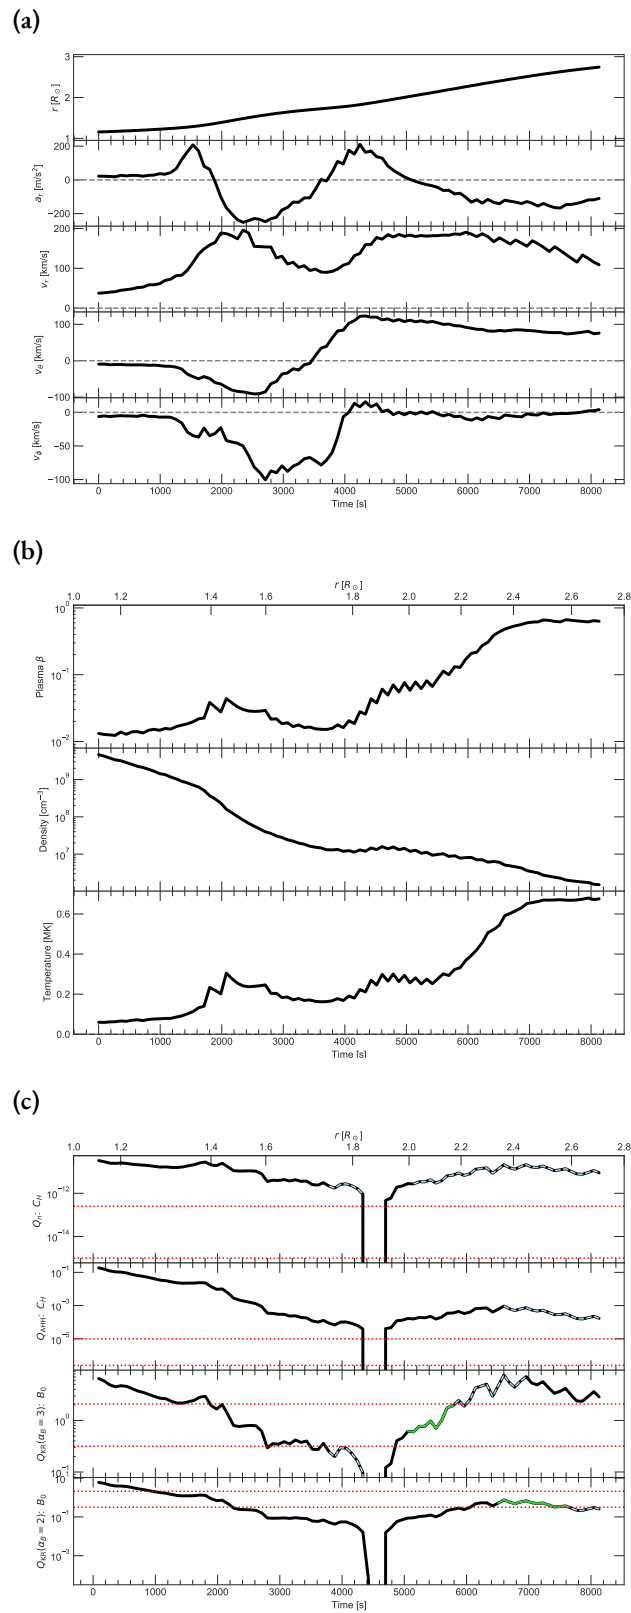 (a)
r [R☉]
3
2
1
a_r [m/s²]
200
0
−200
v_r [km/s]
200
100
0
v_θ [km/s]
100
0
−100
v_ϕ [km/s]
0
−50
−100
0 1000 2000 3000 4000 5000 6000 7000 8000
Time [s]
(b)
r [R☉]
1.0 1.2 1.4 1.6 1.8 2.0 2.2 2.4 2.6 2.8
Plasma β
10⁰
10⁻¹
10⁻²
Density [cm⁻³]
10⁹
10⁸
10⁷
Temperature [MK]
0.6
0.4
0.2
0.0
0 1000 2000 3000 4000 5000 6000 7000 8000
Time [s]
(c)
r [R☉]
1.0 1.2 1.4 1.6 1.8 2.0 2.2 2.4 2.6 2.8
Q_n: C_H
10⁻¹²
10⁻¹⁴
Q_AHH: C_H
10⁻¹
10⁻³
10⁻⁵
Q_KR(α_B = 3): B₀
10⁰
10⁻¹
Q_KR(α_B = 2): B₀
10⁻¹
10⁻³
0 1000 2000 3000 4000 5000 6000 7000 8000
Time [s]